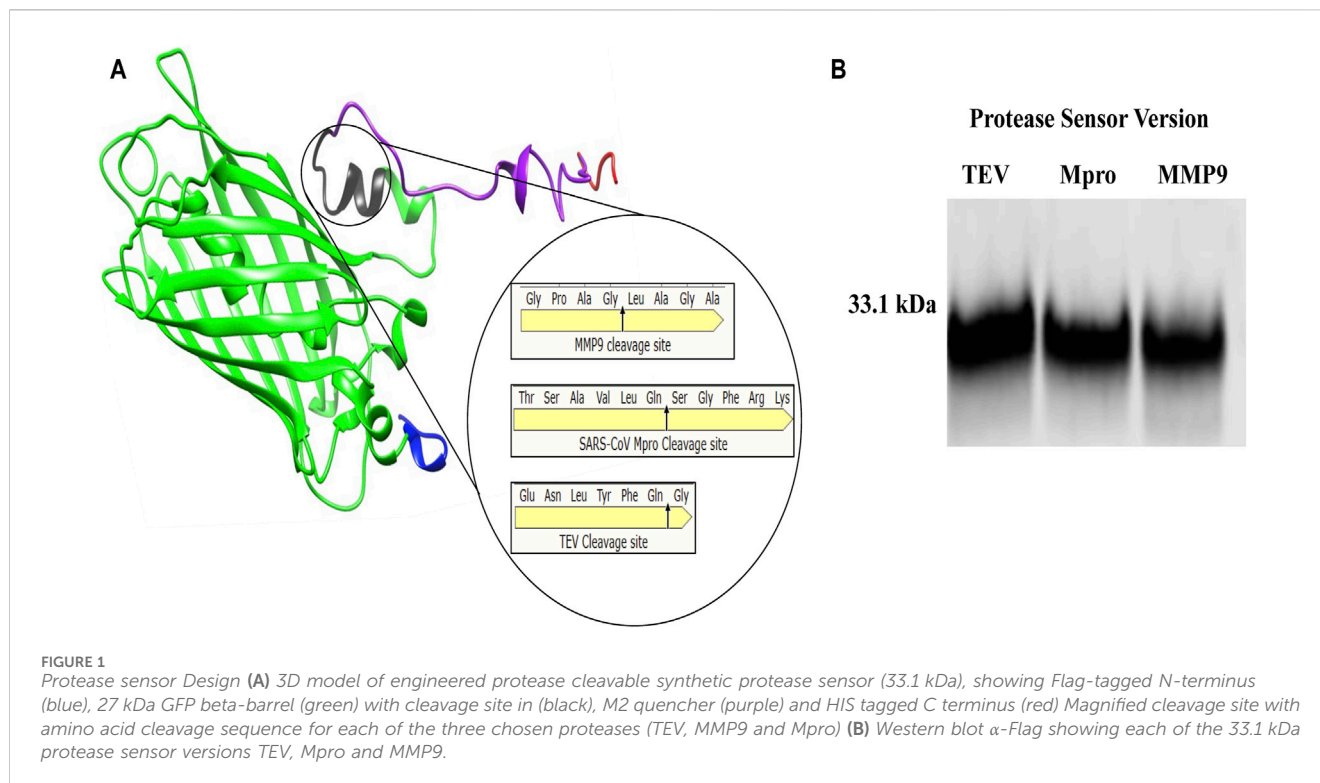 A
Gly Pro Ala Gly Leu Ala Gly Ala
MMP9 cleavage site
Thr Ser Ala Val Leu Gln Ser Gly Phe Arg Lys
SARS-CoV Mpro Cleavage site
Glu Asn Leu Tyr Phe Gln Gly
TEV Cleavage site
B
Protease Sensor Version
TEV Mpro MMP9
33.1 kDa
FIGURE 1
Protease sensor Design (A) 3D model of engineered protease cleavable synthetic protease sensor (33.1 kDa), showing Flag-tagged N-terminus
(blue), 27 kDa GFP beta-barrel (green) with cleavage site in (black), M2 quencher (purple) and HIS tagged C terminus (red) Magnified cleavage site with
amino acid cleavage sequence for each of the three chosen proteases (TEV, MMP9 and Mpro) (B) Western blot α-Flag showing each of the 33.1 kDa
protease sensor versions TEV, Mpro and MMP9.